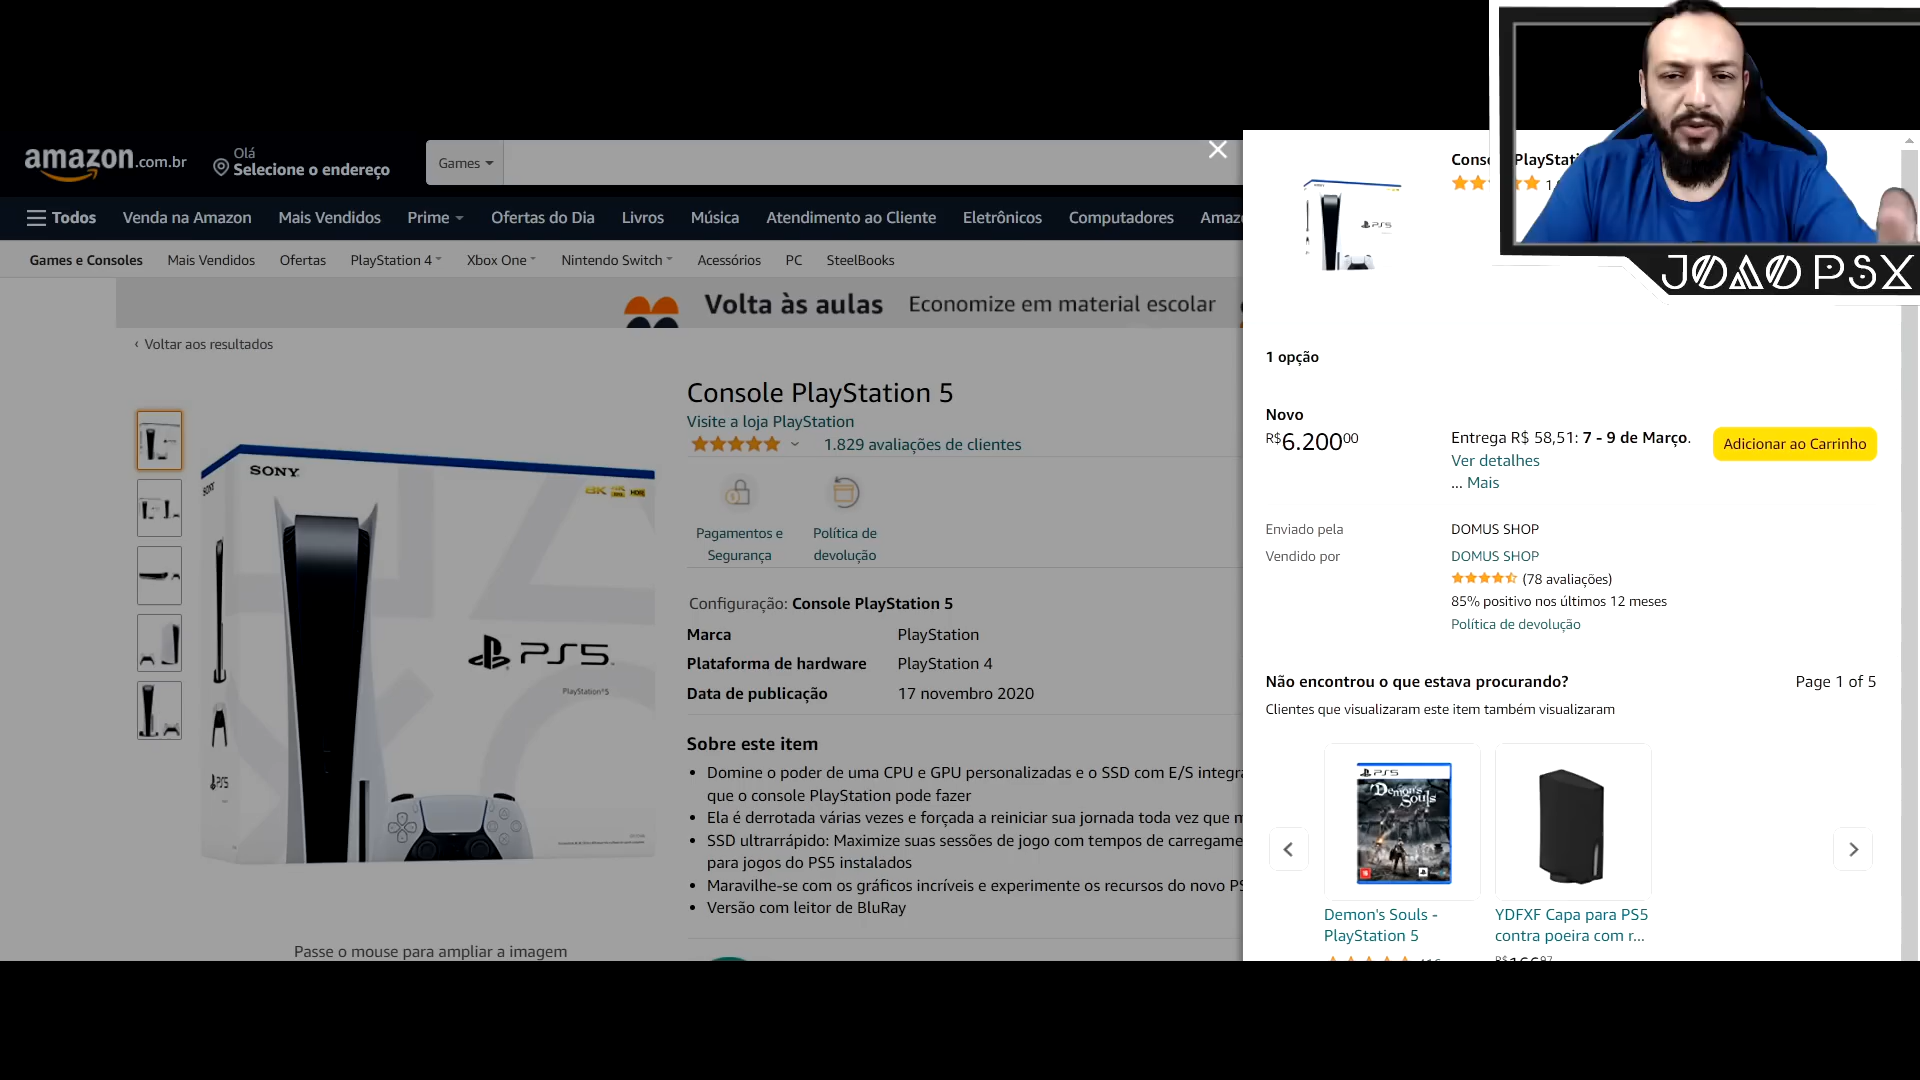 amazon.com.br
Olá
Selecione o endereço
Games
Todos
Venda na Amazon
Mais Vendidos
Prime
Ofertas do Dia
Livros
Música
Atendimento ao Cliente
Eletrônicos
Computadores
Games e Consoles
Mais Vendidos
Ofertas
PlayStation 4
Xbox One
Nintendo Switch
Acessórios
PC
SteelBooks
Volta às aulas
Economize em material escolar
‹ Voltar aos resultados
SONY
SONY
8K
HDR
PS5
PlayStation®5
PS5
Passe o mouse para ampliar a imagem
Console PlayStation 5
Visite a loja PlayStation
1.829 avaliações de clientes
Pagamentos e
Segurança
Política de
devolução
Configuração: Console PlayStation 5
Marca PlayStation
Plataforma de hardware PlayStation 4
Data de publicação 17 novembro 2020
Sobre este item
• Domine o poder de uma CPU e GPU personalizadas e o SSD com E/S
que o console PlayStation pode fazer
• Ela é derrotada várias vezes e forçada a reiniciar sua jornada toda vez que
• SSD ultrarrápido: Maximize suas sessões de jogo com tempos de
para jogos do PS5 instalados
• Maravilhe-se com os gráficos incríveis e experimente os recursos do novo
• Versão com leitor de BluRay
PS5
JOAO PSX
1 opção
Novo
R$6.20000
Entrega R$ 58,51: 7 - 9 de Março.
Ver detalhes
... Mais
Adicionar ao Carrinho
Enviado pela DOMUS SHOP
Vendido por DOMUS SHOP
(78 avaliações)
85% positivo nos últimos 12 meses
Política de devolução
Não encontrou o que estava procurando?
Page 1 of 5
Clientes que visualizaram este item também visualizaram
PS5
Demon's
Souls
Demon's Souls -
PlayStation 5
YDFXF Capa para PS5
contra poeira com r...